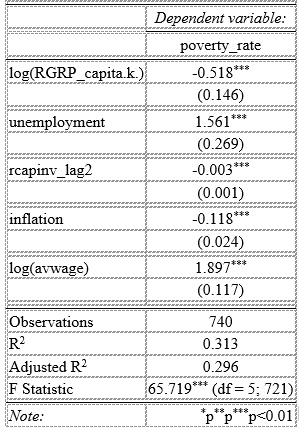 Dependent variable:
poverty_rate
log(RGRP_capita.k.) -0.518***
(0.146)
unemployment 1.561***
(0.269)
rcapinv_lag2 -0.003***
(0.001)
inflation -0.118***
(0.024)
log(avwage) 1.897***
(0.117)
Observations 740
R2 0.313
Adjusted R2 0.296
F Statistic 65.719*** (df = 5; 721)
Note: *p**p***p<0.01